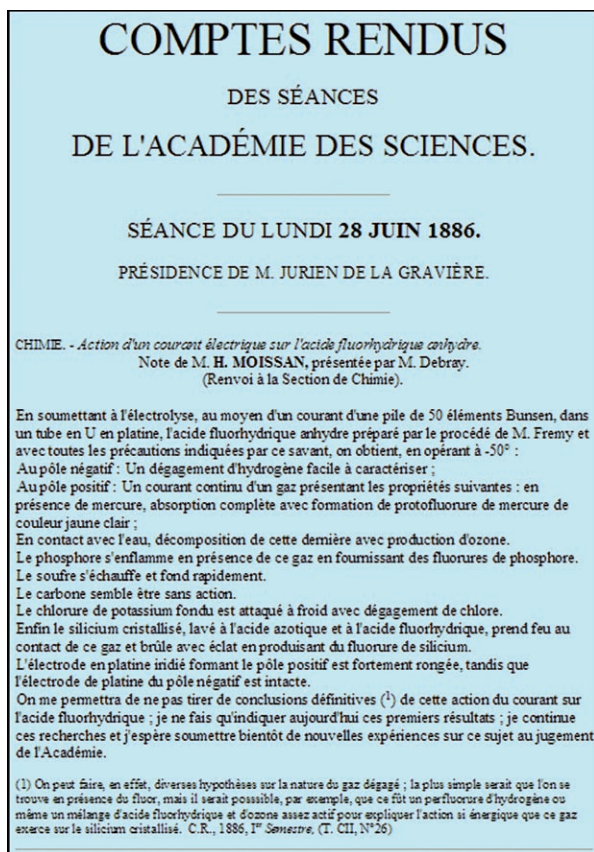 COMPTES RENDUS
DES SÉANCES
DE L'ACADÉMIE DES SCIENCES.
SÉANCE DU LUNDI 28 JUIN 1886.
PRÉSIDENCE DE M. JURIEN DE LA GRAVIÈRE.
CHIMIE. - Action d'un courant électrique sur l'acide fluorhydrique anhydre.
Note de M. H. MOISSAN, présentée par M. Debray.
(Renvoi à la Section de Chimie).
En soumettant à l'électrolyse, au moyen d'un courant d'une pile de 50 éléments Bunsen, dans
un tube en U en platine, l'acide fluorhydrique anhydre préparé par le procédé de M. Fremy et
avec toutes les précautions indiquées par ce savant, on obtient, en opérant à -50° :
Au pôle négatif : Un dégagement d'hydrogène facile à caractériser ;
Au pôle positif : Un courant continu d'un gaz présentant les propriétés suivantes : en
présence de mercure, absorption complète avec formation de protofluorure de mercure de
couleur jaune clair ;
En contact avec l'eau, décomposition de cette dernière avec production d'ozone.
Le phosphore s'enflamme en présence de ce gaz en fournissant des fluorures de phosphore.
Le soufre s'échauffe et fond rapidement.
Le carbone semble être sans action.
Le chlorure de potassium fondu est attaqué à froid avec dégagement de chlore.
Enfin le silicium cristallisé, lavé à l'acide azotique et à l'acide fluorhydrique, prend feu au
contact de ce gaz et brûle avec éclat en produisant du fluorure de silicium.
L'électrode en platine iridié formant le pôle positif est fortement rongée, tandis que
l'électrode de platine du pôle négatif est intacte.
On me permettra de ne pas tirer de conclusions définitives (1) de cette action du courant sur
l'acide fluorhydrique ; je ne fais qu'indiquer aujourd'hui ces premiers résultats ; je continue
ces recherches et j'espère soumettre bientôt de nouvelles expériences sur ce sujet au jugement
de l'Académie.
(1) On peut faire, en effet, diverses hypothèses sur la nature du gaz dégagé ; la plus simple serait que l'on se
trouve en présence du fluor, mais il serait posssible, par exemple, que ce fût un perfluorure d'hydrogène ou
même un mélange d'acide fluorhydrique et d'ozone assez actif pour expliquer l'action si énergique que ce gaz
exerce sur le silicium cristallisé. C.R., 1886, Ier Semestre, (T. CII, N°26)